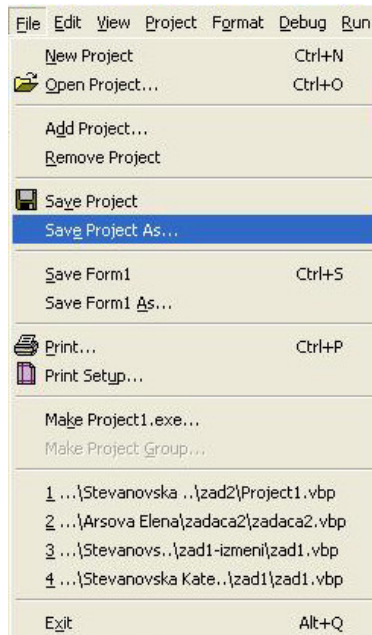 File Edit View Project Format Debug Run
New Project Ctrl+N
Open Project... Ctrl+O
Add Project...
Remove Project
Save Project
Save Project As...
Save Form1 Ctrl+S
Save Form1 As...
Print... Ctrl+P
Print Setup...
Make Project1.exe...
Make Project Group...
1 ...\Stevanovska ..\zad2\Project1.vbp
2 ...\Arsova Elena\zadaca2\zadaca2.vbp
3 ...\Stevanovs..\zad1-izmeni\zad1.vbp
4 ...\Stevanovska Kate..\zad1\zad1.vbp
Exit Alt+Q